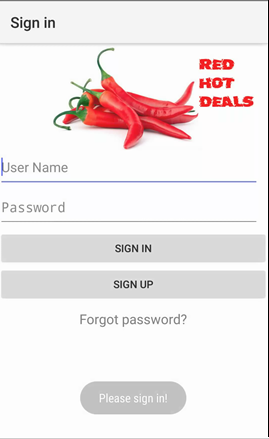 Sign in
RED
HOT
DEALS
User Name
Password
SIGN IN
SIGN UP
Forgot password?
Please sign in!